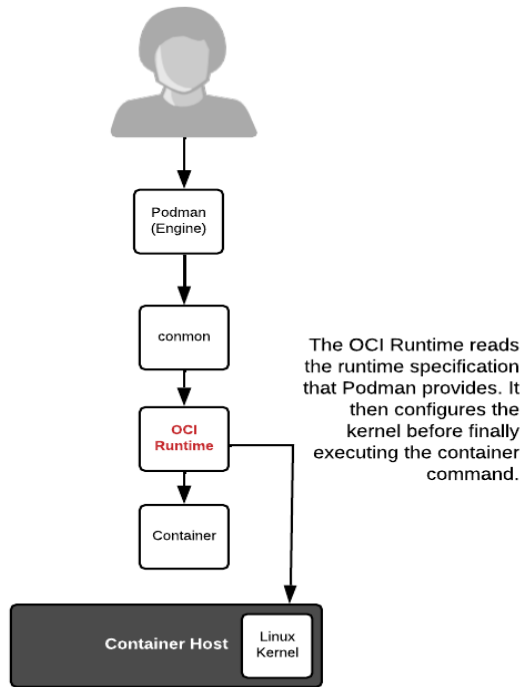 Podman
(Engine)
conmon
The OCI Runtime reads
the runtime specification
that Podman provides. It
then configures the
kernel before finally
executing the container
command.
OCI
Runtime
Container
Container Host
Linux
Kernel